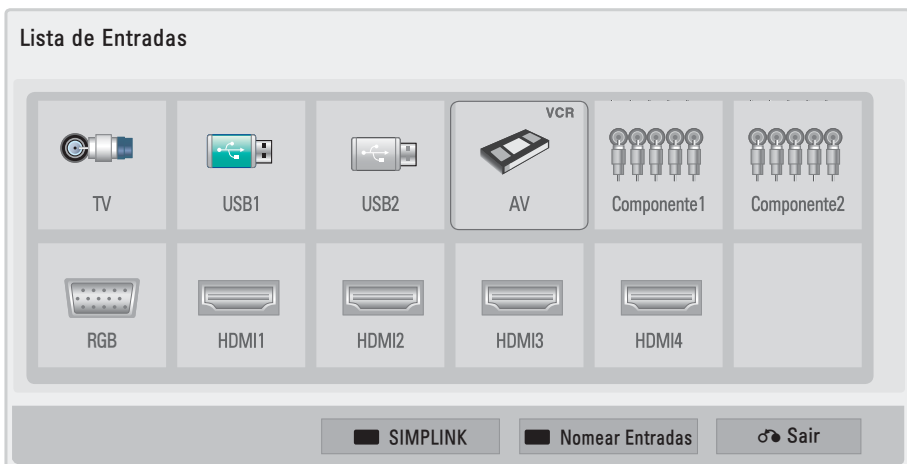 Lista de Entradas
VCR
TV USB1 USB2 AV Componente1 Componente2
RGB HDMI1 HDMI2 HDMI3 HDMI4
SIMPLINK Nomear Entradas Sair